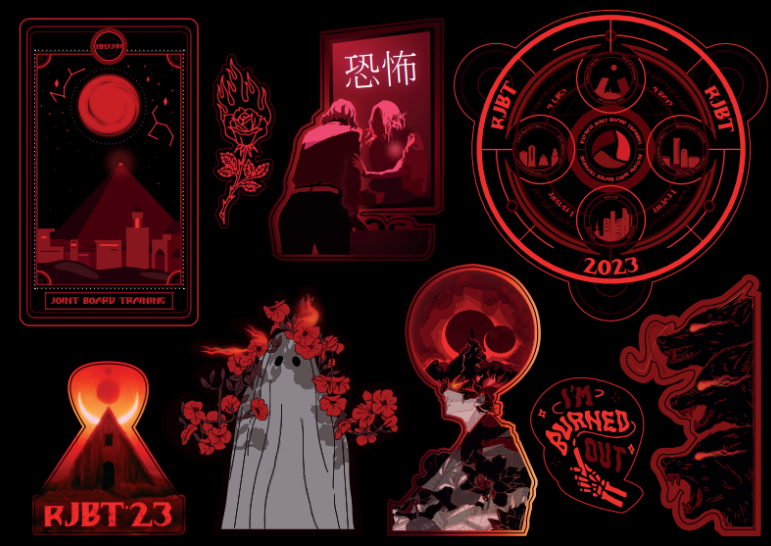 JOINT BOARD TRAINING
恐怖
RJBT
RJBT
2023
RJBT'23
I'M
BURNED
OUT